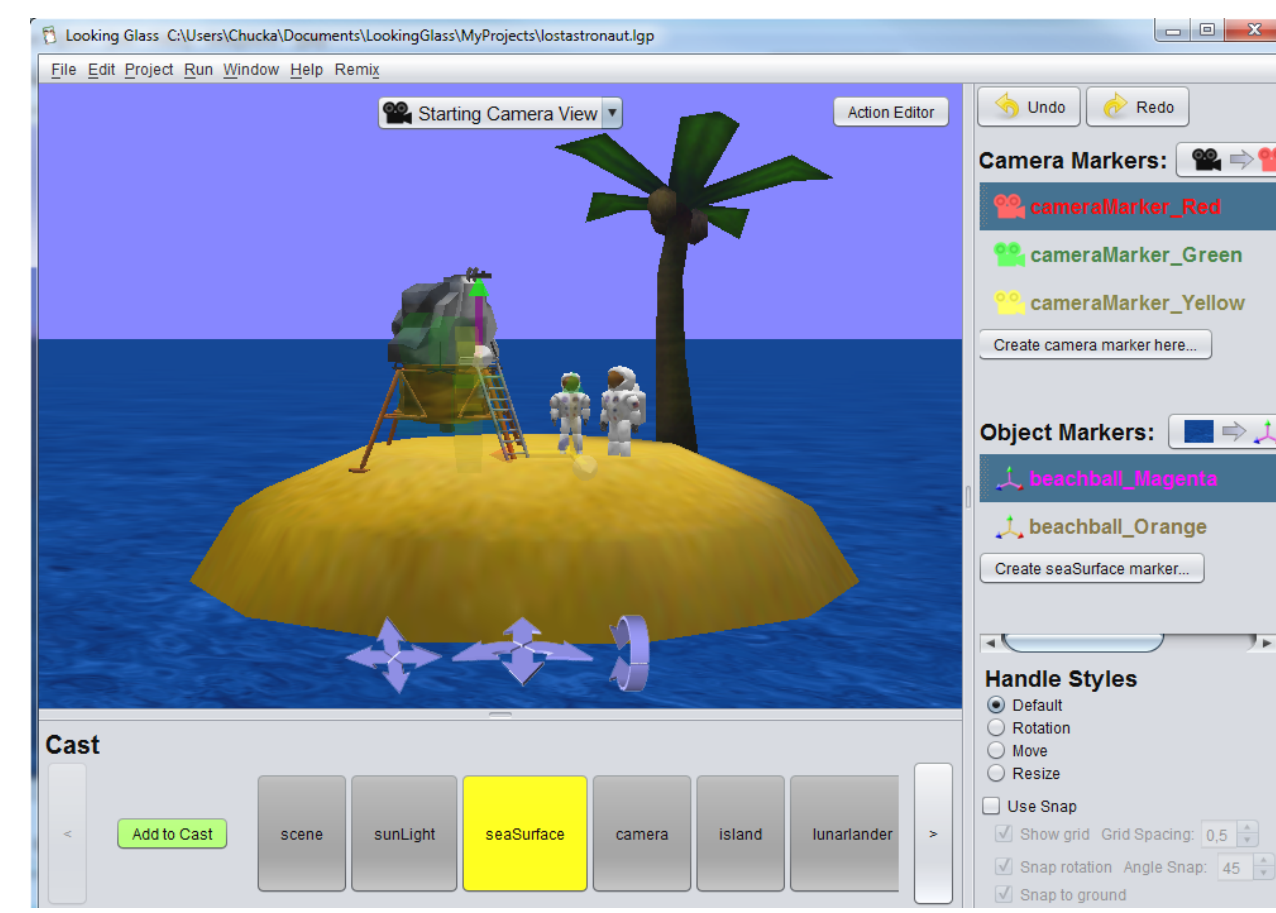 Looking Glass C:\Users\Chucka\Documents\LookingGlass\MyProjects\lostastronaut.lgp
File Edit Project Run Window Help Remix
Starting Camera View
Action Editor
Undo
Redo
Camera Markers:
cameraMarker_Red
cameraMarker_Green
cameraMarker_Yellow
Create camera marker here...
Object Markers:
beachball_Magenta
beachball_Orange
Create seaSurface marker...
Handle Styles
Default
Rotation
Move
Resize
Use Snap
Show grid Grid Spacing: 0,5
Snap rotation Angle Snap: 45
Snap to ground
Cast
< Add to Cast scene sunLight seaSurface camera island lunarlander >